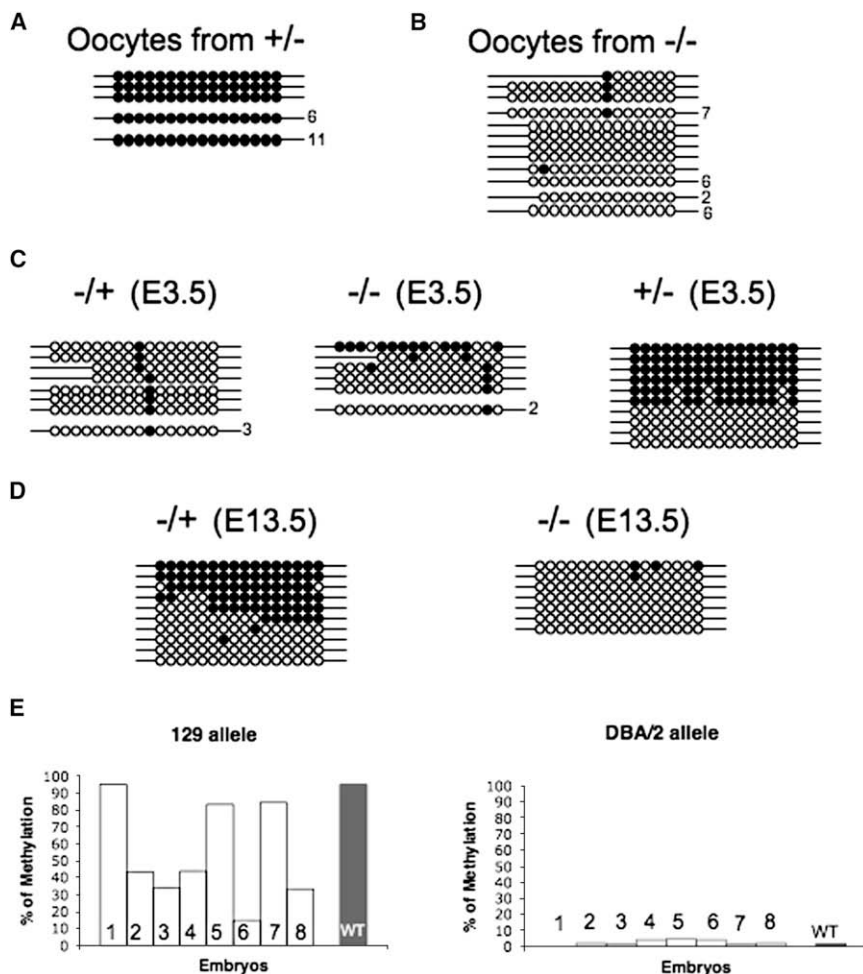 A
Oocytes from +/-
6
11
B
Oocytes from -/-
7
6
2
6
C
-/+ (E3.5)
3
-/- (E3.5)
2
+/- (E3.5)
D
-/+ (E13.5)
-/- (E13.5)
E
129 allele
% of Methylation
100
90
80
70
60
50
40
30
20
10
0
1 2 3 4 5 6 7 8 WT
Embryos
DBA/2 allele
% of Methylation
100
90
80
70
60
50
40
30
20
10
0
1 2 3 4 5 6 7 8 WT
Embryos